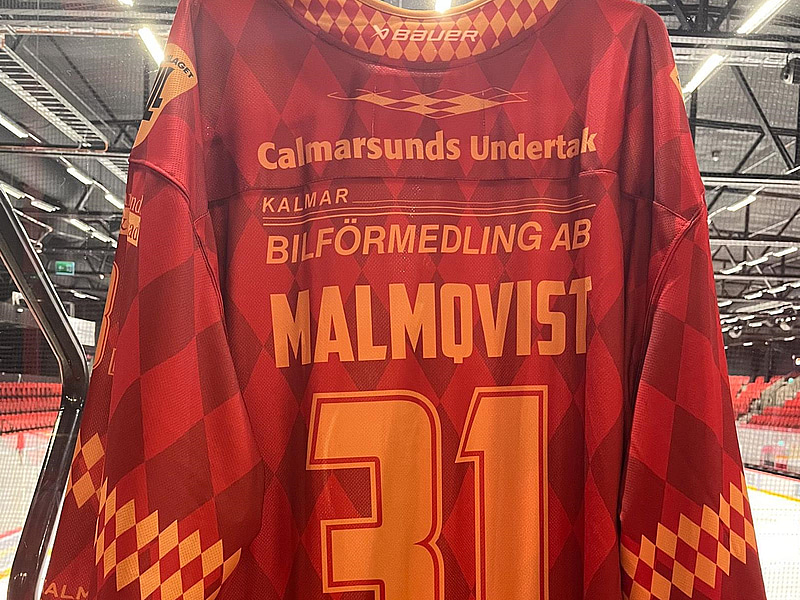 BAUER
Calmarsunds Undertak
KALMAR
BILFÖRMEDLING AB
MALMQVIST
31